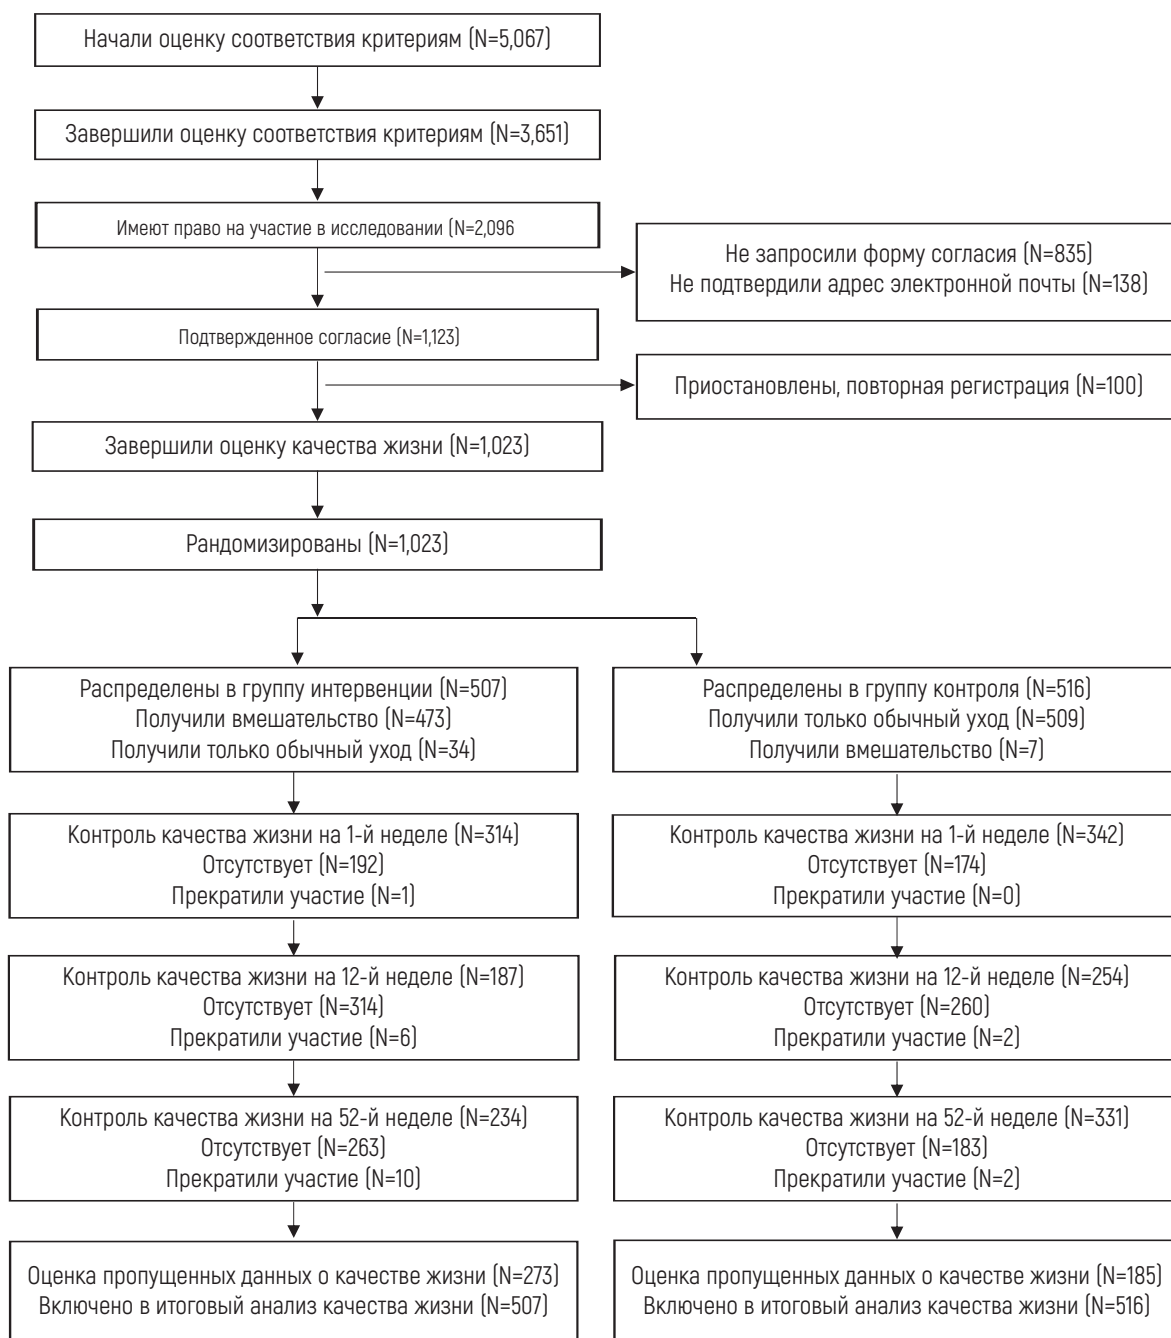 Начали оценку соответствия критериям (N=5,067)
Завершили оценку соответствия критериям (N=3,651)
Имеют право на участие в исследовании (N=2,096
Не запросили форму согласия (N=835)
Не подтвердили адрес электронной почты (N=138)
Подтвержденное согласие (N=1,123)
Приостановлены, повторная регистрация (N=100)
Завершили оценку качества жизни (N=1,023)
Рандомизированы (N=1,023)
Распределены в группу интервенции (N=507)
Получили вмешательство (N=473)
Получили только обычный уход (N=34)
Распределены в группу контроля (N=516)
Получили только обычный уход (N=509)
Получили вмешательство (N=7)
Контроль качества жизни на 1-й неделе (N=314)
Отсутствует (N=192)
Прекратили участие (N=1)
Контроль качества жизни на 1-й неделе (N=342)
Отсутствует (N=174)
Прекратили участие (N=0)
Контроль качества жизни на 12-й неделе (N=187)
Отсутствует (N=314)
Прекратили участие (N=6)
Контроль качества жизни на 12-й неделе (N=254)
Отсутствует (N=260)
Прекратили участие (N=2)
Контроль качества жизни на 52-й неделе (N=234)
Отсутствует (N=263)
Прекратили участие (N=10)
Контроль качества жизни на 52-й неделе (N=331)
Отсутствует (N=183)
Прекратили участие (N=2)
Оценка пропущенных данных о качестве жизни (N=273)
Включено в итоговый анализ качества жизни (N=507)
Оценка пропущенных данных о качестве жизни (N=185)
Включено в итоговый анализ качества жизни (N=516)